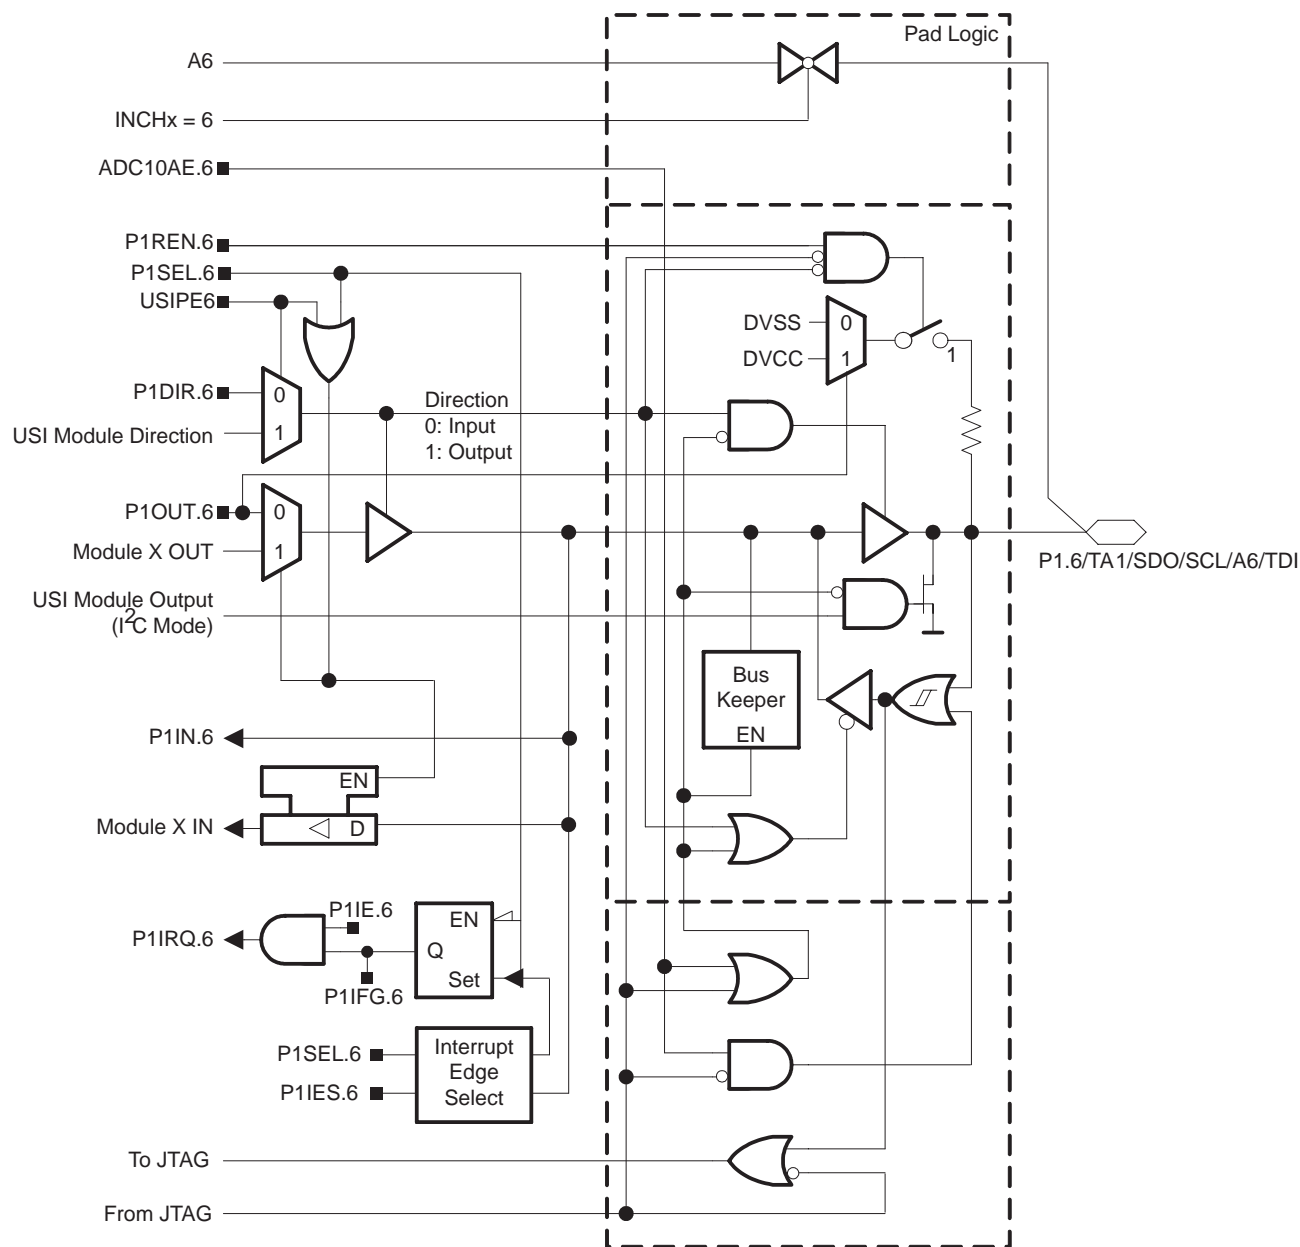 Pad Logic
A6
INCHx = 6
ADC10AE.6
P1REN.6
P1SEL.6
USIPE6
DVSS
0
DVCC
1
1
P1DIR.6
0
USI Module Direction
1
Direction
0: Input
1: Output
P1OUT.6
0
Module X OUT
1
P1.6/TA1/SDO/SCL/A6/TDI
USI Module Output
(I2C Mode)
Bus
Keeper
EN
P1IN.6
EN
Module X IN
D
P1IE.6
P1IRQ.6
P1IFG.6
EN
Q
Set
P1SEL.6
P1IES.6
Interrupt
Edge
Select
To JTAG
From JTAG